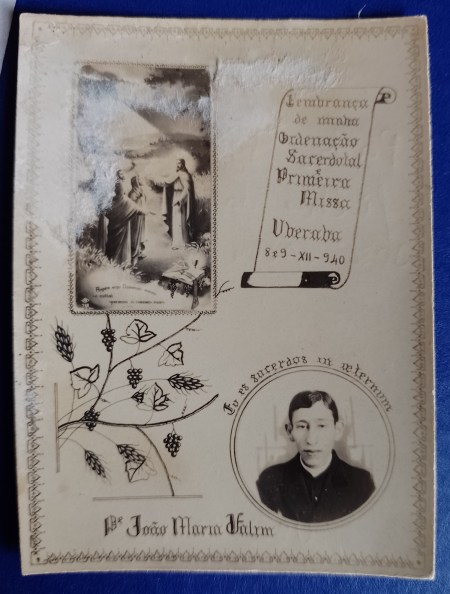 Lembrança
de minha
Ordenação
Sacerdotal
e
Primeira
Missa
Uberaba
8 e 9 - XII - 940
Tu es sacerdos in æternum
Pe João Maria Valim